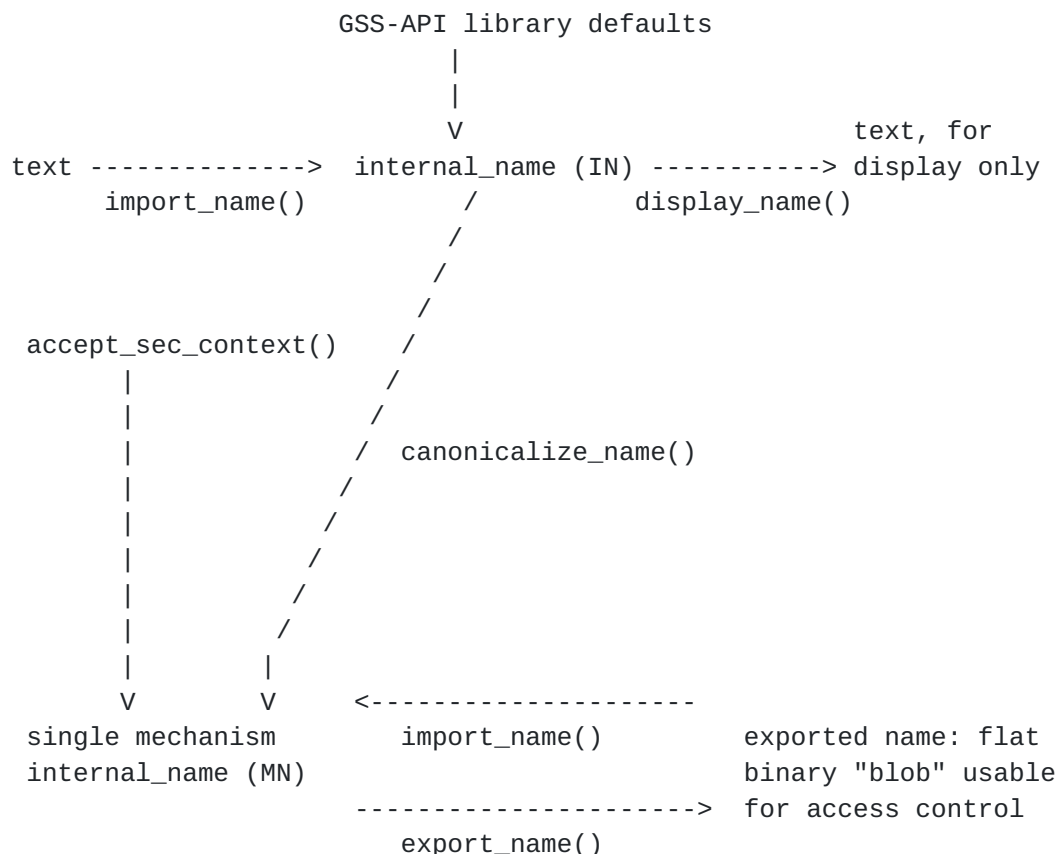 GSS-API library defaults
|
|
V text, for
text --------------> internal_name (IN) -----------> display only
import_name() / display_name()
/
/
/
accept_sec_context() /
| /
| /
| / canonicalize_name()
| /
| /
| /
| /
| /
| |
V V <---------------------
single mechanism import_name() exported name: flat
internal_name (MN) binary "blob" usable
----------------------> for access control
export_name()